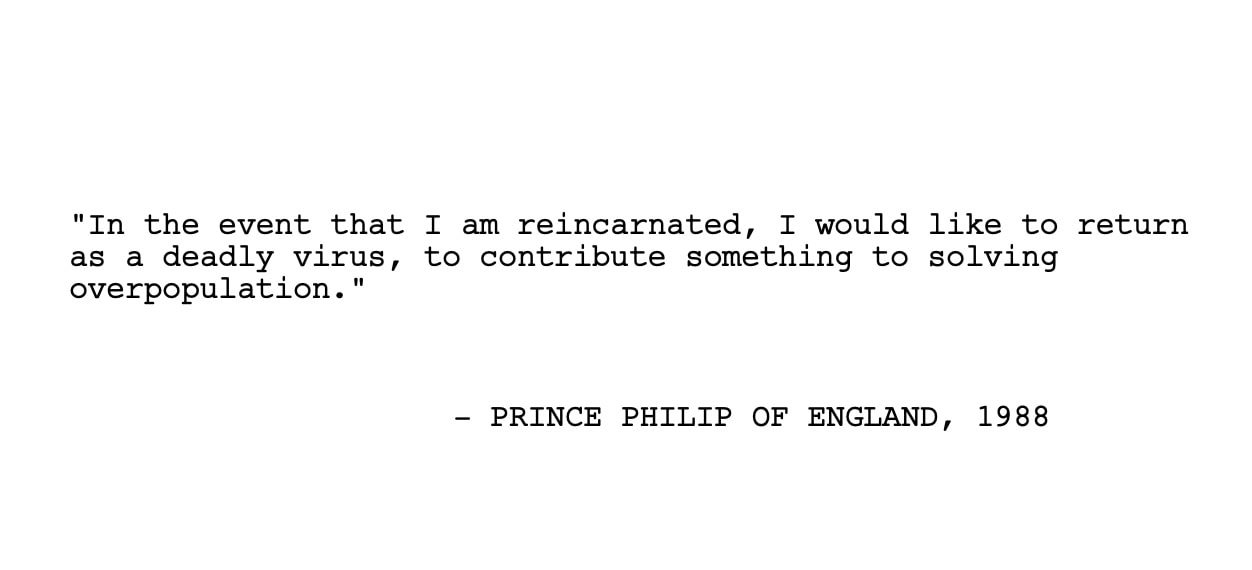 "In the event that I am reincarnated, I would like to return
as a deadly virus, to contribute something to solving
overpopulation."
– PRINCE PHILIP OF ENGLAND, 1988